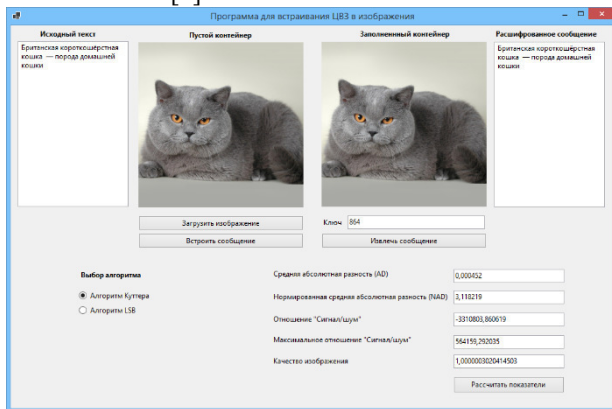 Программа для встраивания ЦВЗ в изображения
Исходный текст
Пустой контейнер
Заполненный контейнер
Расшифрованное сообщение
Британская короткошёрстная
кошка — порода домашней
кошки
Британская короткошёрстная
кошка — порода домашней
кошки
Загрузить изображение
Ключ 864
Встроить сообщение
Извлечь сообщение
Выбор алгоритма
Алгоритм Куттера
Алгоритм LSB
Средняя абсолютная разность (AD) 0,000452
Нормированная средняя абсолютная разность (NAD) 3,118219
Отношение "Сигнал/шум" -3310803,860619
Максимальное отношение "Сигнал/шум" 564159,292035
Качество изображения 1,0000003020414503
Рассчитать показатели